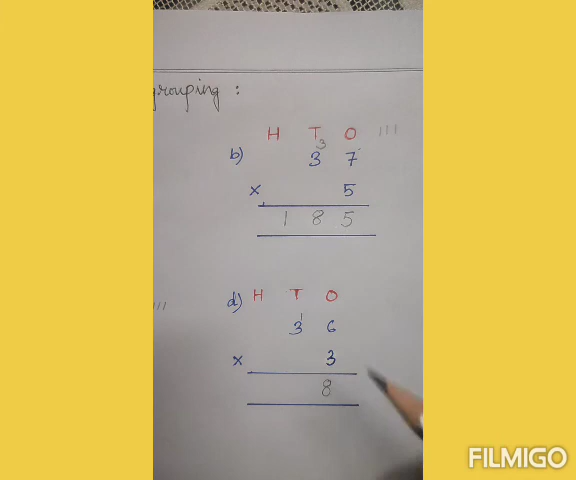 grouping :
H T O
3
b) 3 7
x 5
1 8 5
d) H T O
1
3 6
x 3
8
FILMIGO